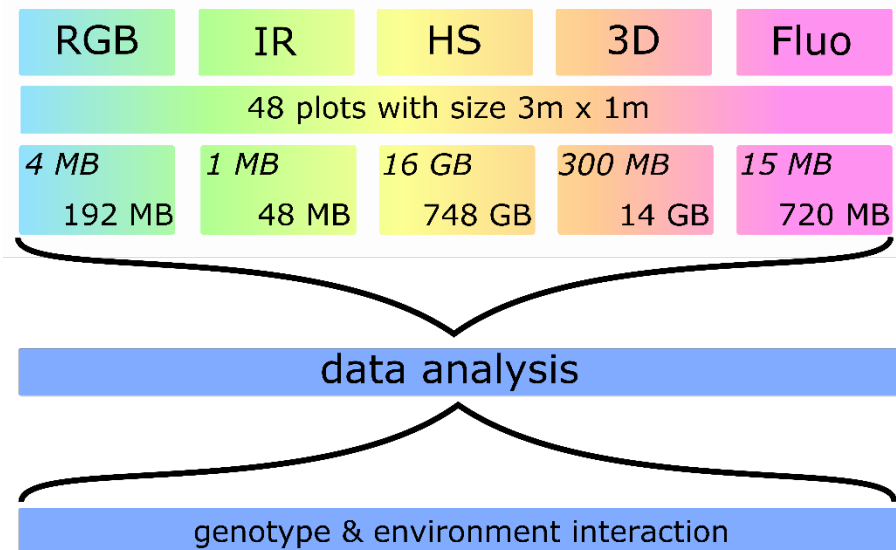 RGB IR HS 3D Fluo
48 plots with size 3m x 1m
4 MB 1 MB 16 GB 300 MB 15 MB
192 MB 48 MB 748 GB 14 GB 720 MB
data analysis
genotype & environment interaction